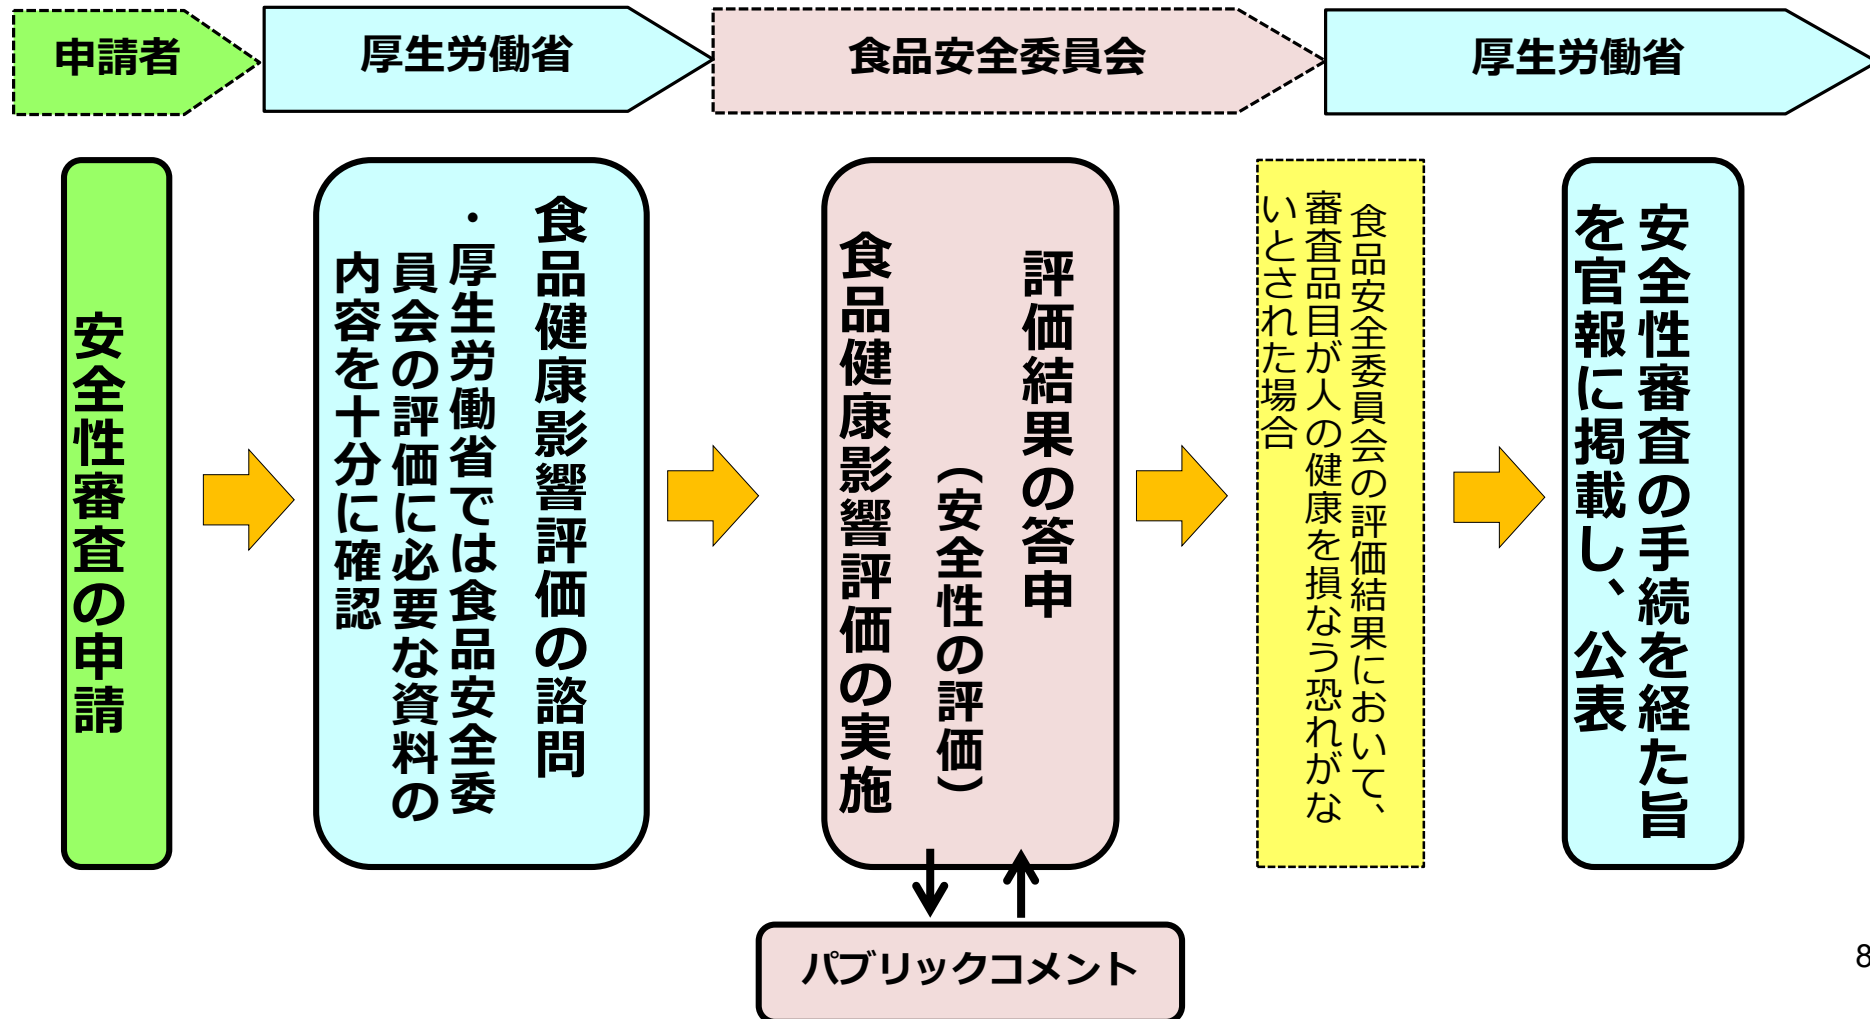 申請者
厚生労働省
食品安全委員会
厚生労働省
安全性審査の申請
食品健康影響評価の諮問
・厚生労働省では食品安全委
員会の評価に必要な資料の
内容を十分に確認
評価結果の答申
（安全性の評価）
食品健康影響評価の実施
食品安全委員会の評価結果において、
審査品目が人の健康を損なう恐れがな
いとされた場合
安全性審査の手続を経た旨
を官報に掲載し、公表
パブリックコメント
8